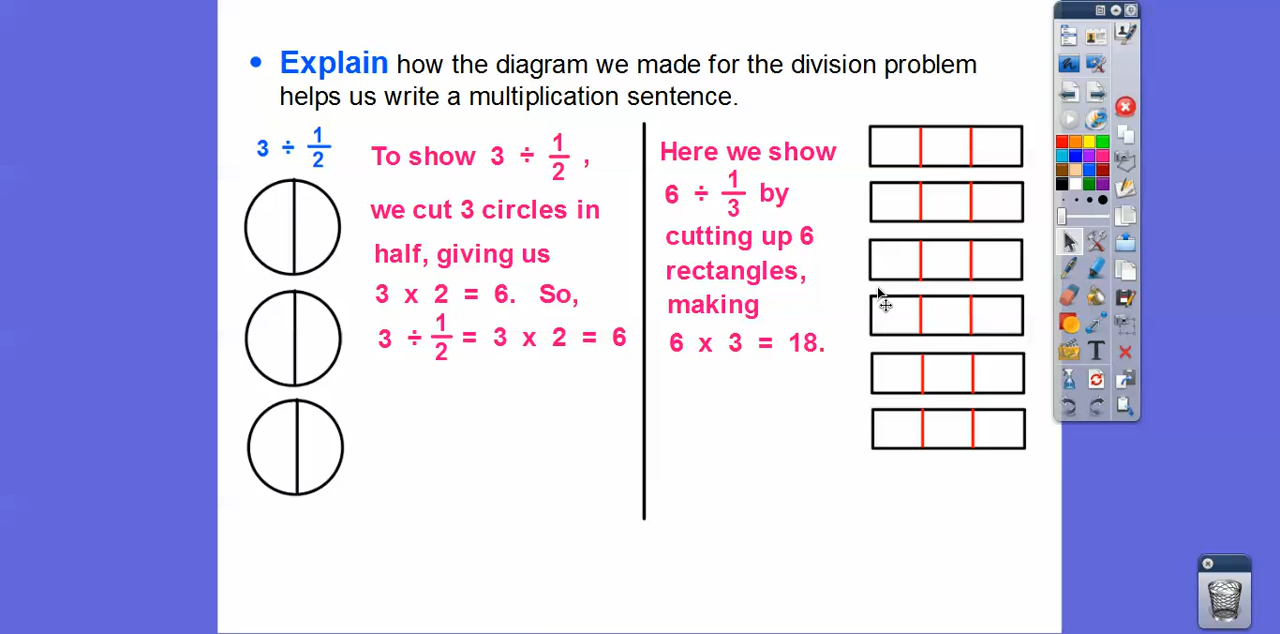 • Explain how the diagram we made for the division problem
helps us write a multiplication sentence.
3 ÷ 1/2
To show 3 ÷ 1/2 ,
we cut 3 circles in
half, giving us
3 x 2 = 6. So,
3 ÷ 1/2 = 3 x 2 = 6
Here we show
6 ÷ 1/3 by
cutting up 6
rectangles,
making
6 x 3 = 18.